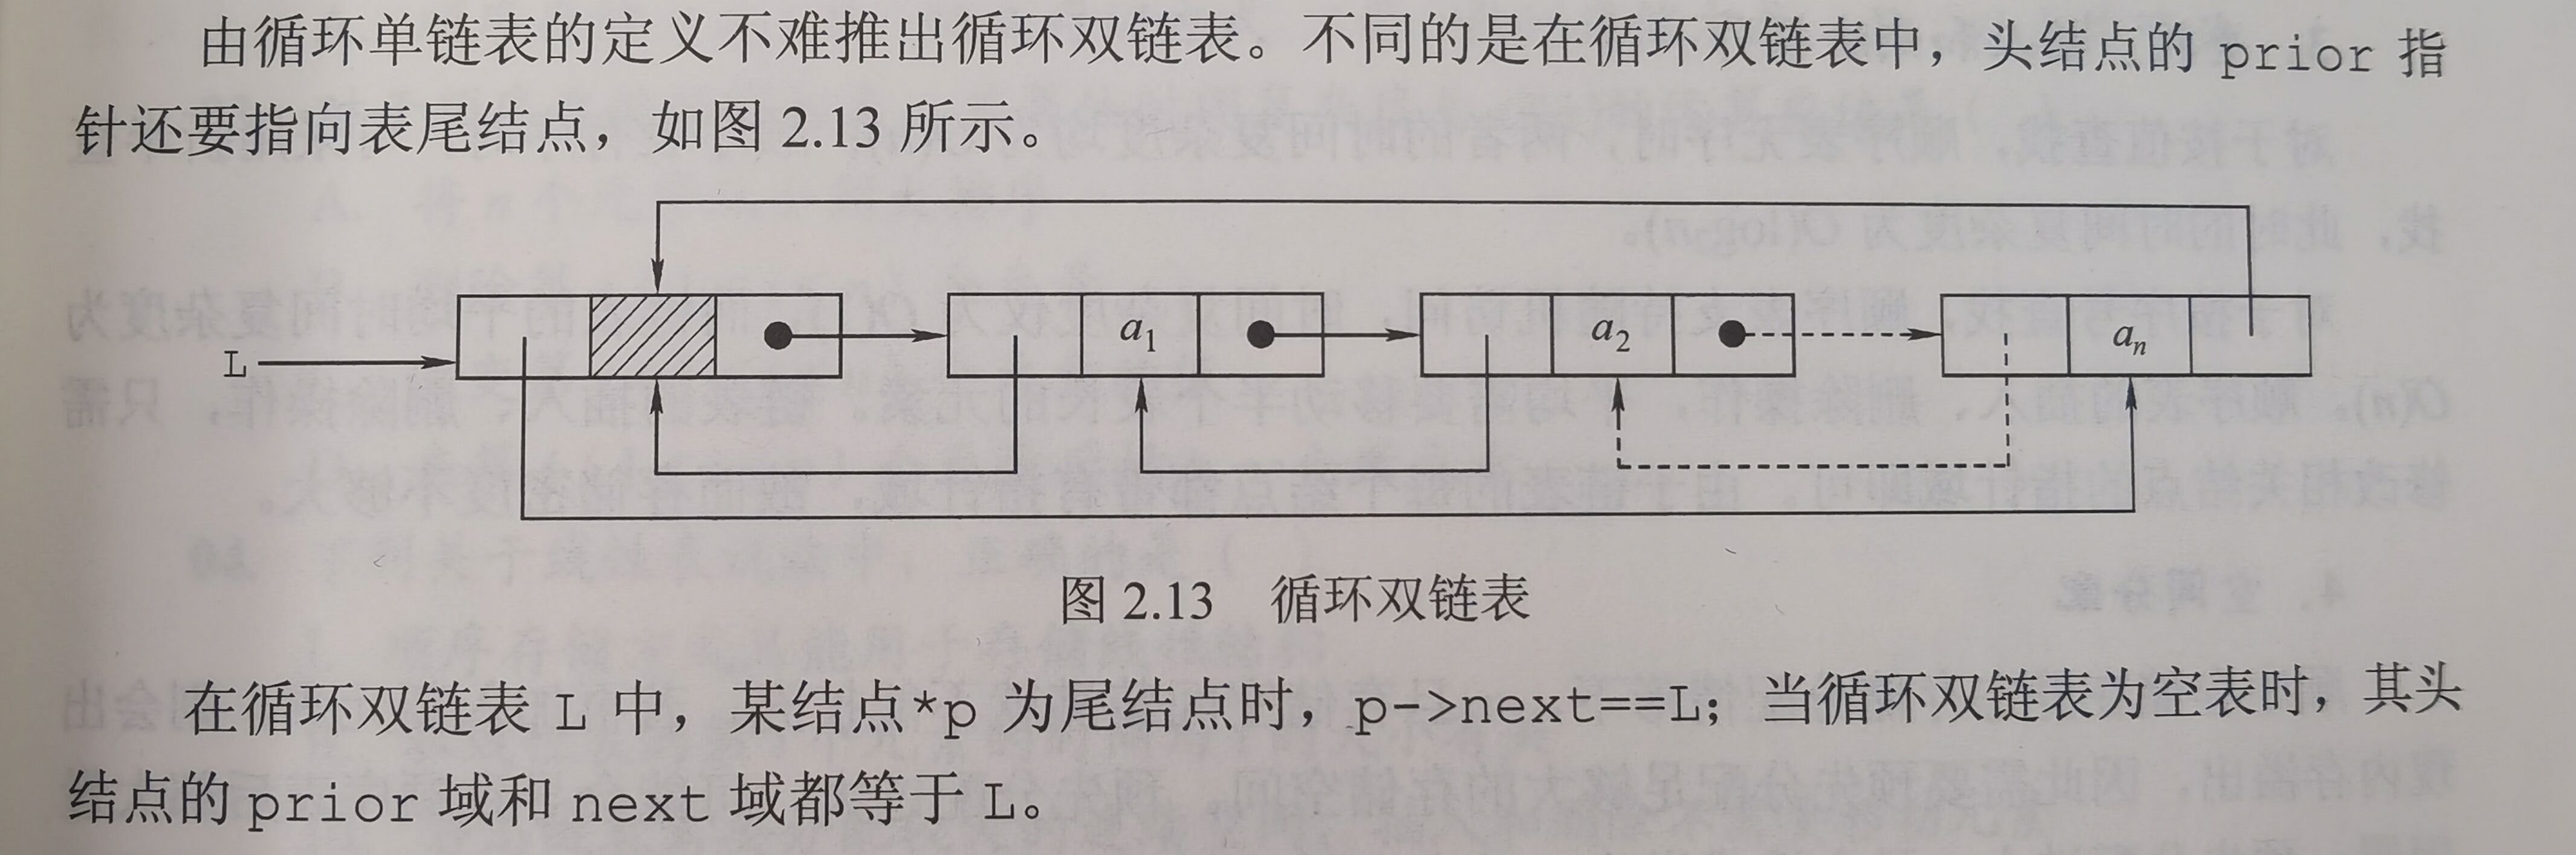 由循环单链表的定义不难推出循环双链表。不同的是在循环双链表中，头结点的 prior 指
针还要指向表尾结点，如图 2.13 所示。
L a₁ a₂ aₙ
图 2.13 循环双链表
在循环双链表 L 中，某结点*p 为尾结点时，p->next==L；当循环双链表为空表时，其头
结点的 prior 域和 next 域都等于 L。